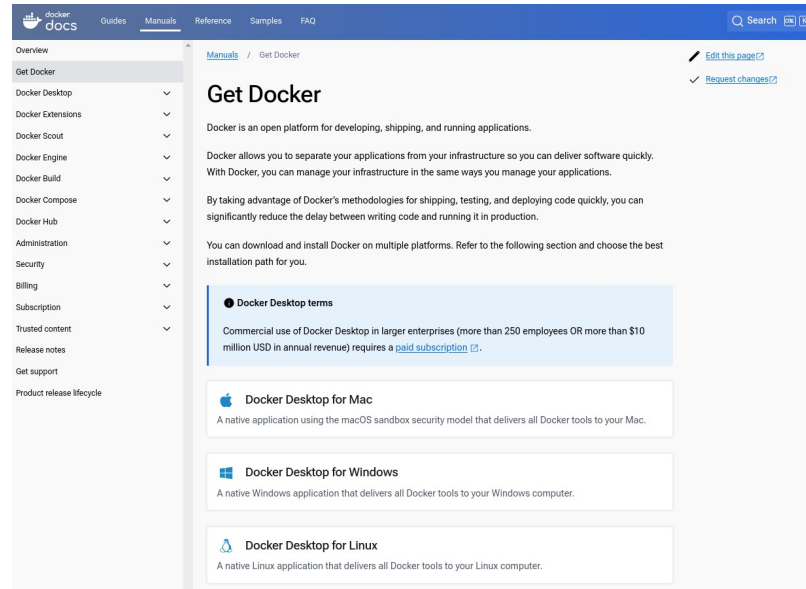 docker
docs
Guides
Manuals
Reference
Samples
FAQ
Search
Overview
Get Docker
Docker Desktop
Docker Extensions
Docker Scout
Docker Engine
Docker Build
Docker Compose
Docker Hub
Administration
Security
Billing
Subscription
Trusted content
Release notes
Get support
Product release lifecycle
Manuals / Get Docker
Get Docker
Docker is an open platform for developing, shipping, and running applications.
Docker allows you to separate your applications from your infrastructure so you can deliver software quickly.
With Docker, you can manage your infrastructure in the same ways you manage your applications.
By taking advantage of Docker's methodologies for shipping, testing, and deploying code quickly, you can
significantly reduce the delay between writing code and running it in production.
You can download and install Docker on multiple platforms. Refer to the following section and choose the best
installation path for you.
Docker Desktop terms
Commercial use of Docker Desktop in larger enterprises (more than 250 employees OR more than $10
million USD in annual revenue) requires a paid subscription.
Docker Desktop for Mac
A native application using the macOS sandbox security model that delivers all Docker tools to your Mac.
Docker Desktop for Windows
A native Windows application that delivers all Docker tools to your Windows computer.
Docker Desktop for Linux
A native Linux application that delivers all Docker tools to your Linux computer.
Edit this page
Request changes